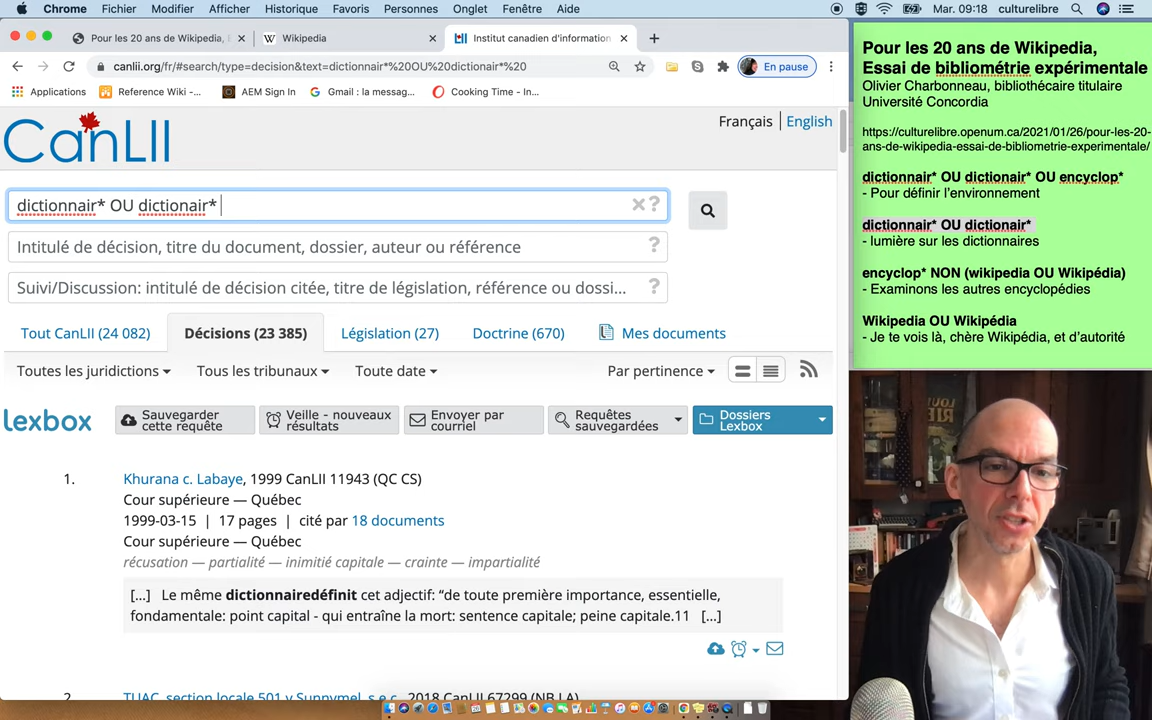 Chrome Fichier Modifier Afficher Historique Favoris Personnes Onglet Fenêtre Aide Mar. 09:18 culturelibre
Pour les 20 ans de Wikipedia, W Wikipedia Institut canadien d'information
canlii.org/fr/#search/type=decision&text=dictionnair*%20OU%20dictionair*%20 En pause
Applications Reference Wiki -... AEM Sign In Gmail : la messag... Cooking Time - In...
CanLII
Français | English
dictionnair* OU dictionair*
Intitulé de décision, titre du document, dossier, auteur ou référence
Suivi/Discussion: intitulé de décision citée, titre de législation, référence ou dossi...
Tout CanLII (24 082) Décisions (23 385) Législation (27) Doctrine (670) Mes documents
Toutes les juridictions Tous les tribunaux Toute date Par pertinence
lexbox
Sauvegarder cette requête
Veille - nouveaux résultats
Envoyer par courriel
Requêtes sauvegardées
Dossiers Lexbox
1. Khurana c. Labaye, 1999 CanLII 11943 (QC CS)
Cour supérieure — Québec
1999-03-15 | 17 pages | cité par 18 documents
Cour supérieure — Québec
récusation — partialité — inimitié capitale — crainte — impartialité
[...] Le même dictionnairedéfinit cet adjectif: “de toute première importance, essentielle,
fondamentale: point capital - qui entraîne la mort: sentence capitale; peine capitale.11 [...]
2. TUAC, section locale 501 v Sunnymel, s.e.c., 2018 CanLII 67299 (NB LA)
Pour les 20 ans de Wikipedia,
Essai de bibliométrie expérimentale
Olivier Charbonneau, bibliothécaire titulaire
Université Concordia
https://culturelibre.openum.ca/2021/01/26/pour-les-20-
ans-de-wikipedia-essai-de-bibliometrie-experimentale/
dictionnair* OU dictionair* OU encyclop*
- Pour définir l’environnement
dictionnair* OU dictionair*
- lumière sur les dictionnaires
encyclop* NON (wikipedia OU Wikipédia)
- Examinons les autres encyclopédies
Wikipedia OU Wikipédia
- Je te vois là, chère Wikipédia, et d’autorité